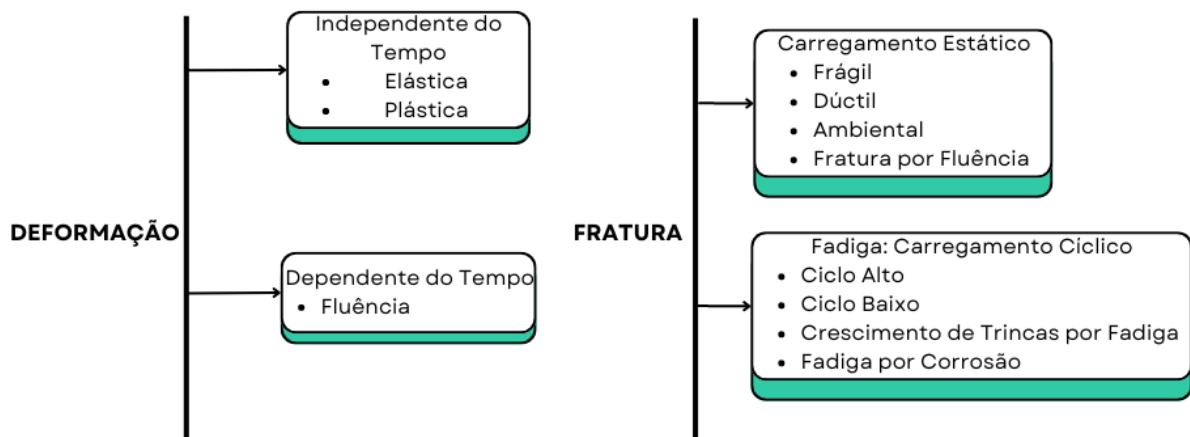 DEFORMAÇÃO
Independente do
Tempo
• Elástica
• Plástica
Dependente do Tempo
• Fluência
FRATURA
Carregamento Estático
• Frágil
• Dúctil
• Ambiental
• Fratura por Fluência
Fadiga: Carregamento Cíclico
• Ciclo Alto
• Ciclo Baixo
• Crescimento de Trincas por Fadiga
• Fadiga por Corrosão